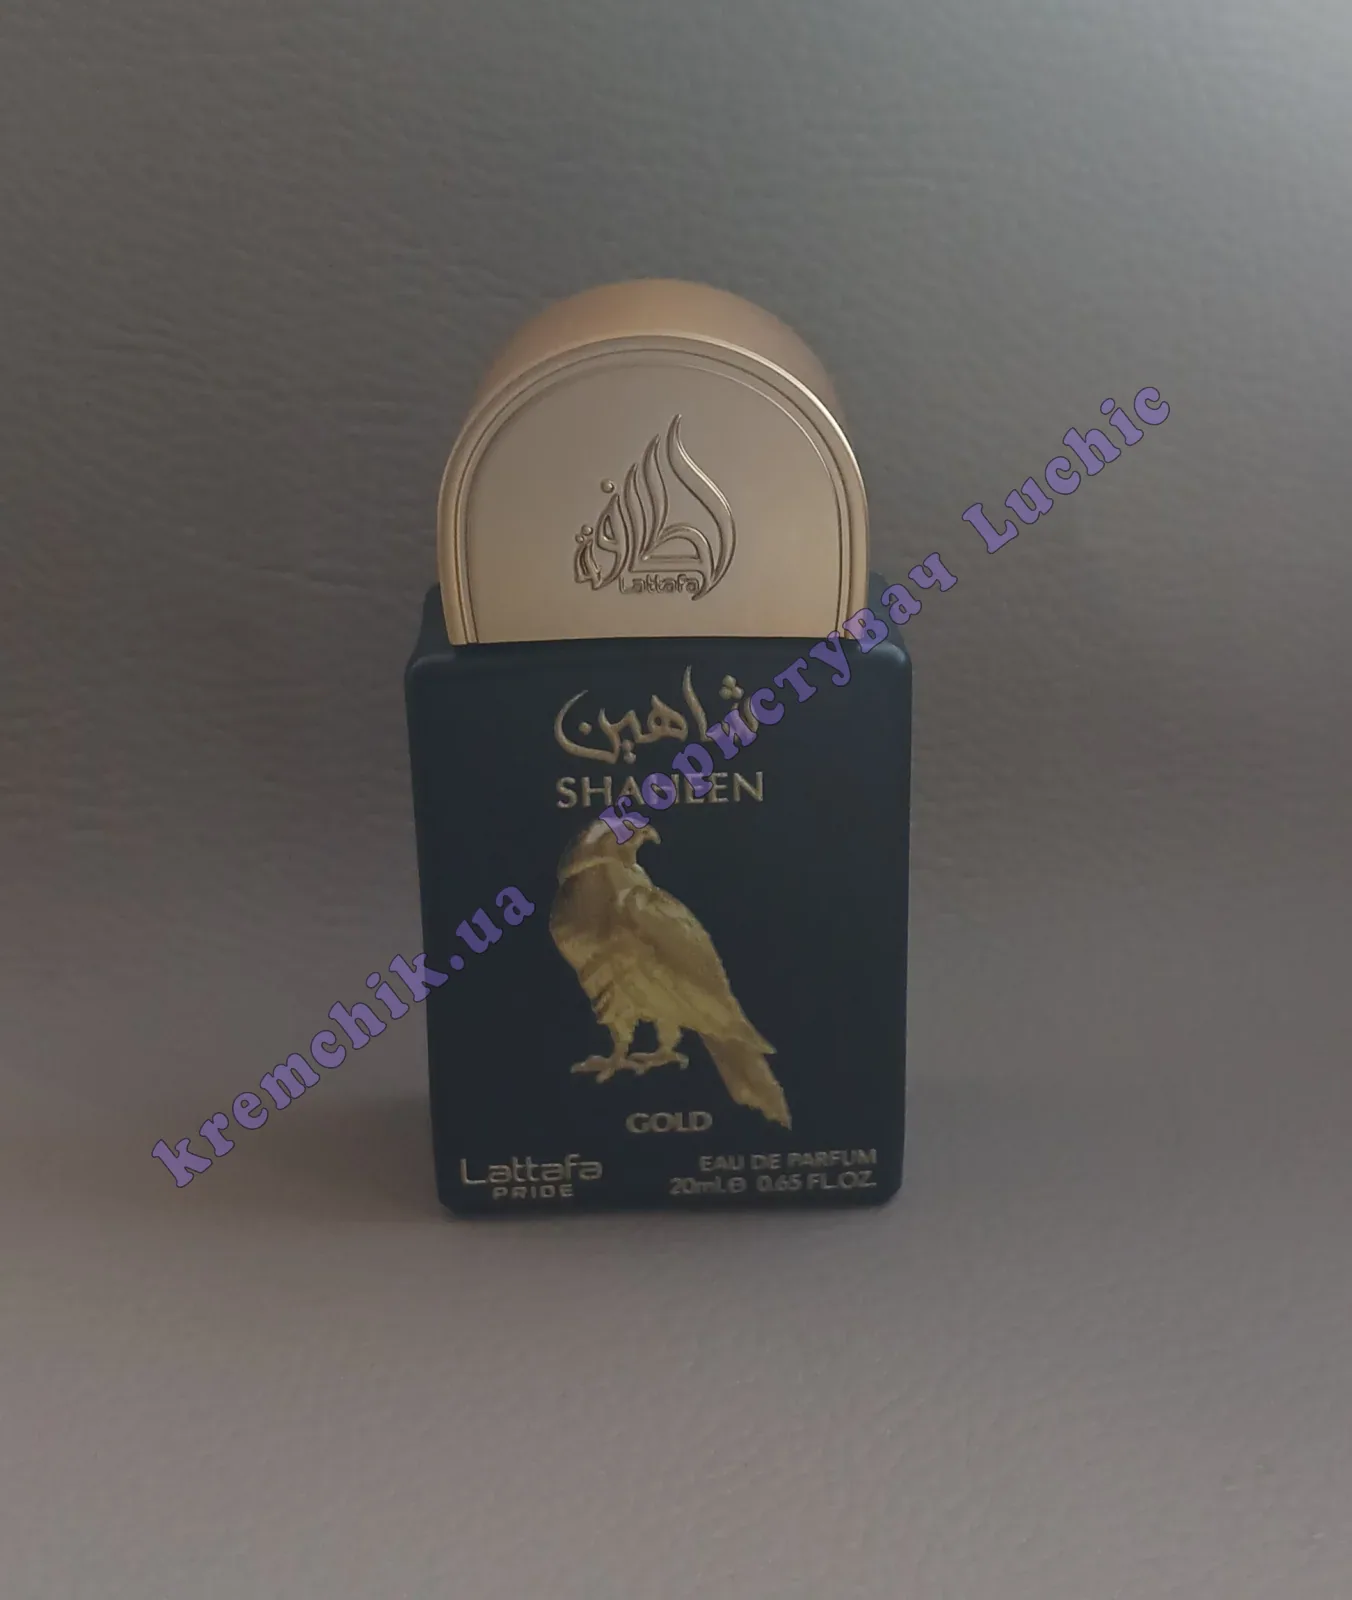 لطافة
Lattafa
شاهين
SHAHEEN
GOLD
Lattafa
PRIDE
EAU DE PARFUM
20mL ℮ 0.65 FL.OZ.
kremchik.ua користувач Luchic